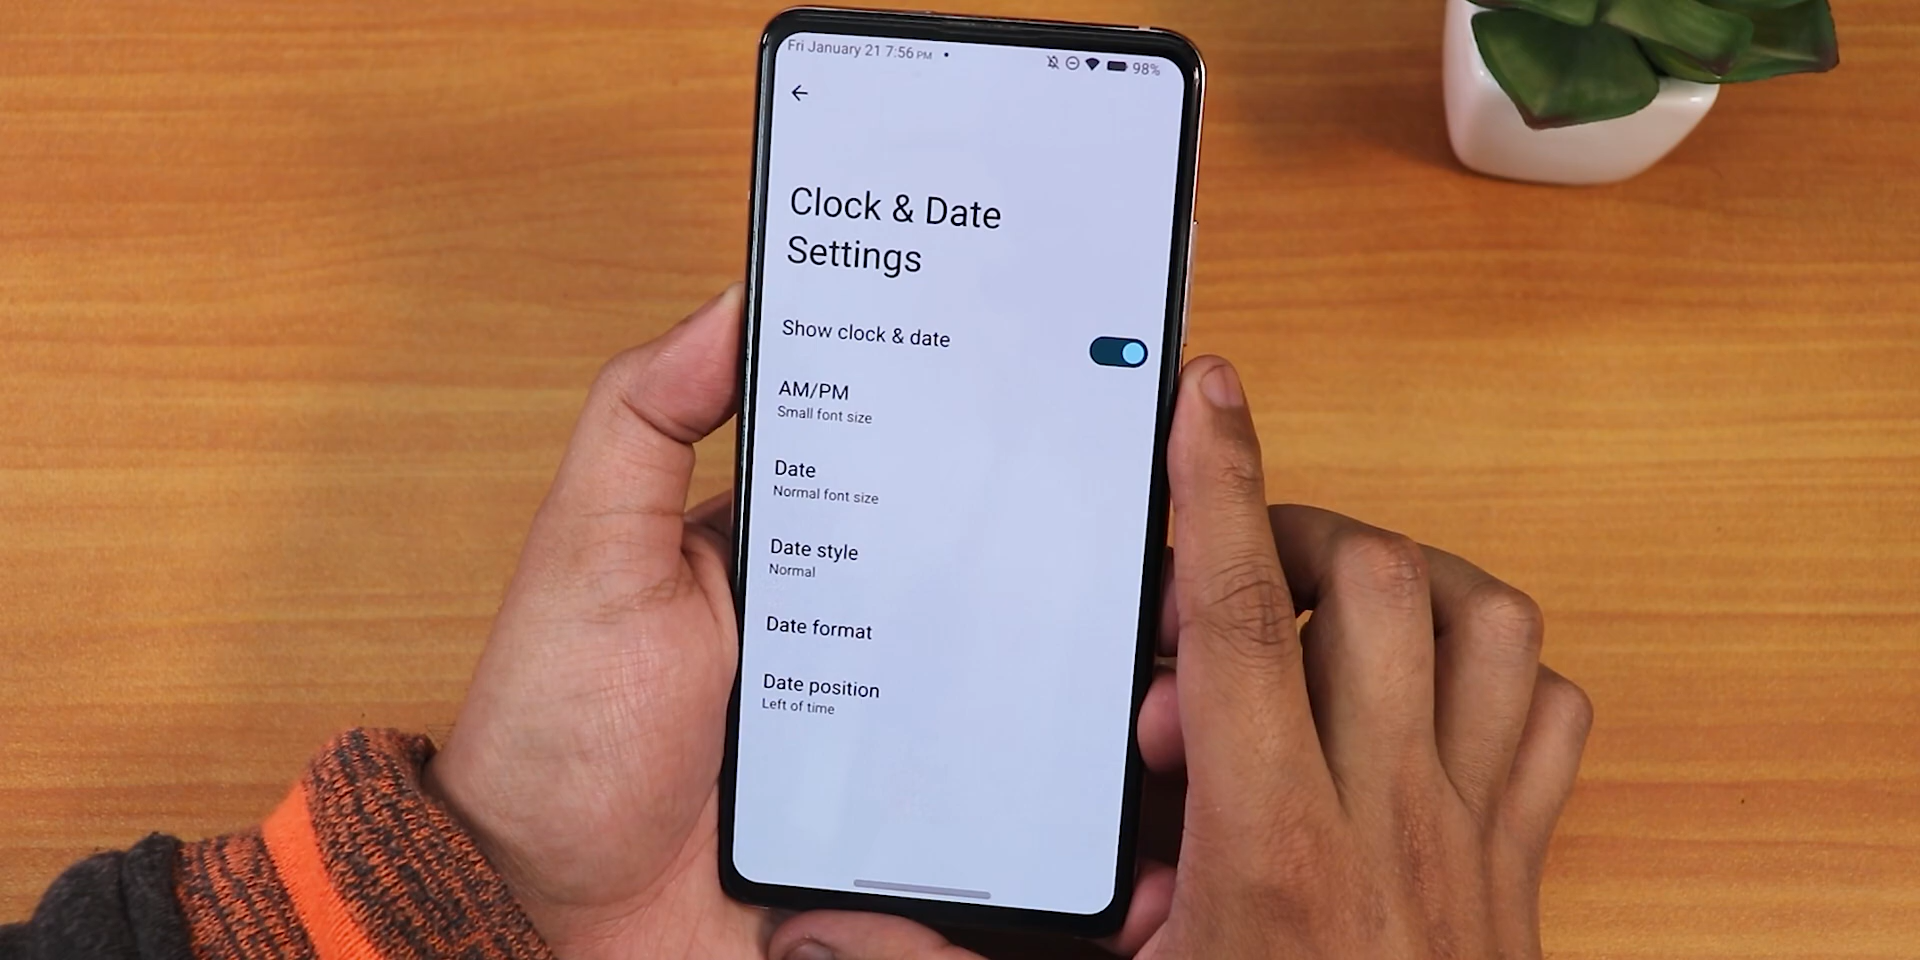 Fri January 21 7:56 PM
98%
Clock & Date
Settings
Show clock & date
AM/PM
Small font size
Date
Normal font size
Date style
Normal
Date format
Date position
Left of time